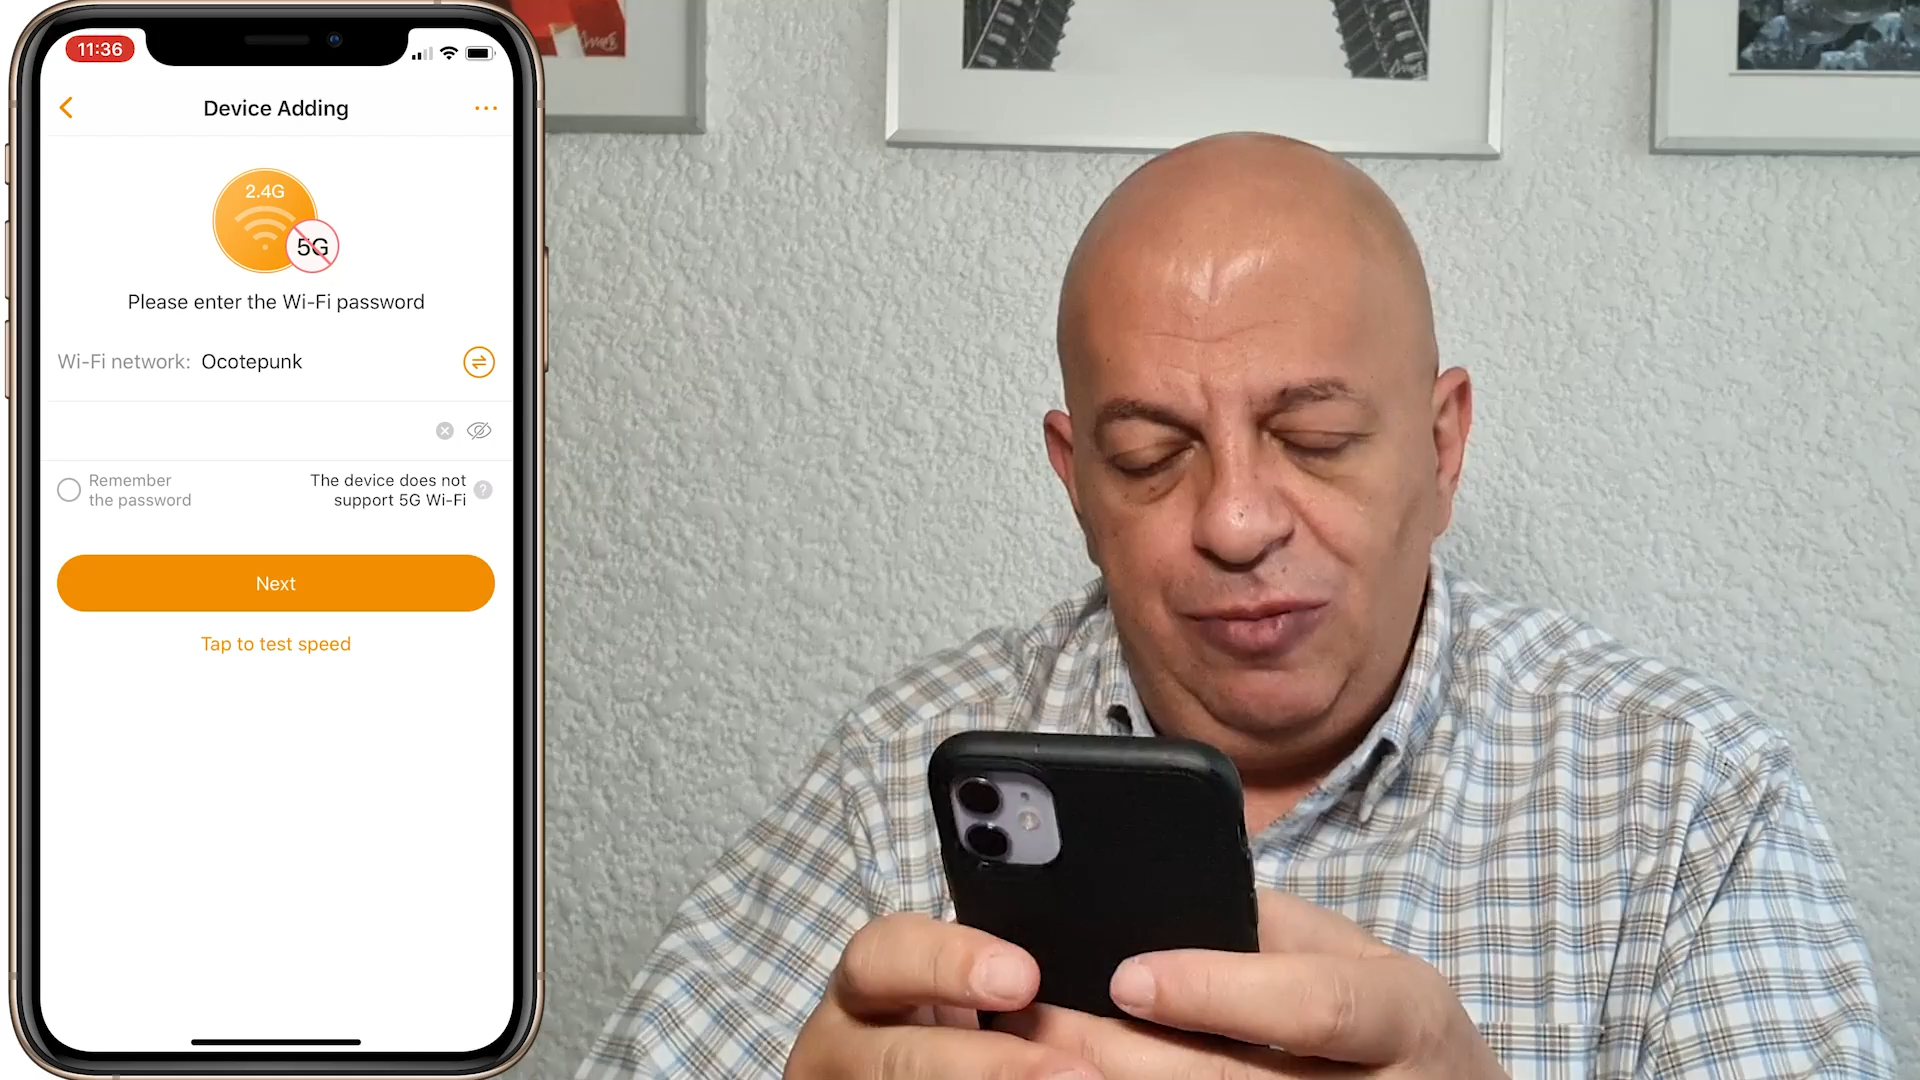 11:36
Device Adding
2.4G
5G
Please enter the Wi-Fi password
Wi-Fi network: Ocotepunk
Remember
the password
The device does not
support 5G Wi-Fi
?
Next
Tap to test speed